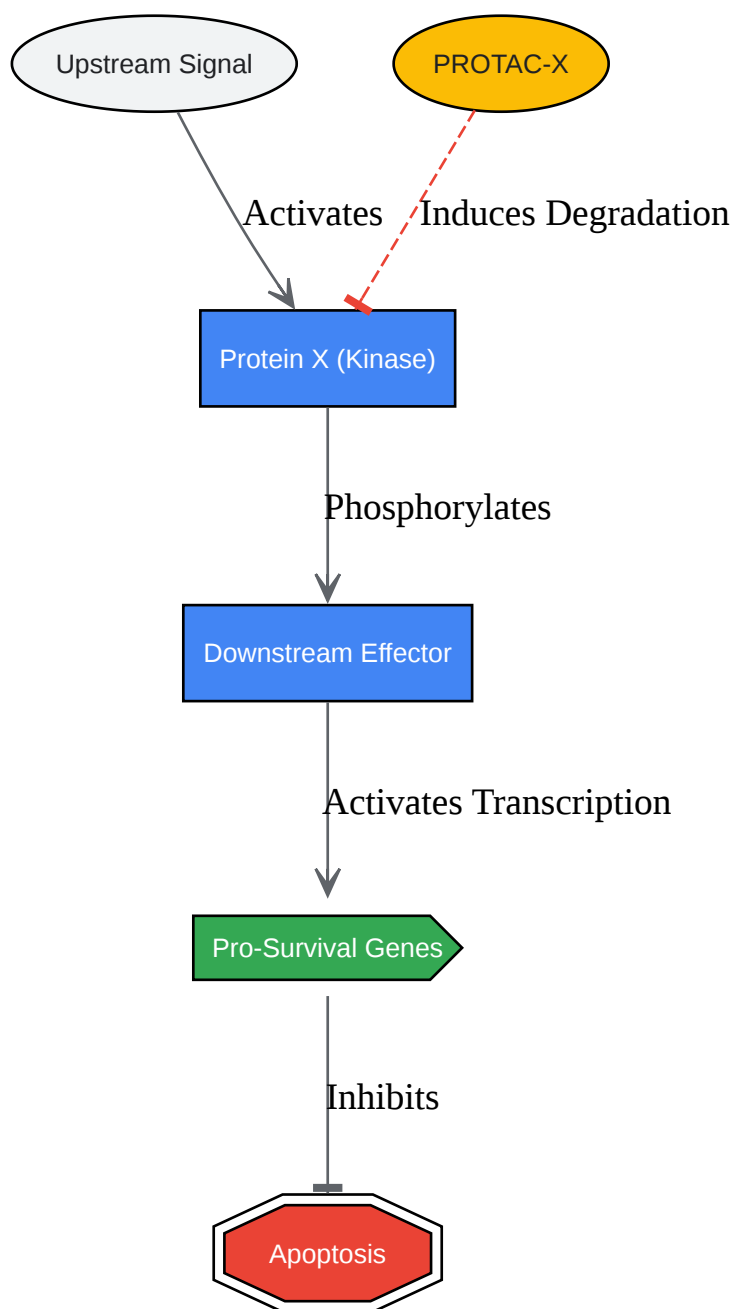 Upstream Signal
PROTAC-X
Activates
Induces Degradation
Protein X (Kinase)
Phosphorylates
Downstream Effector
Activates Transcription
Pro-Survival Genes
Inhibits
Apoptosis